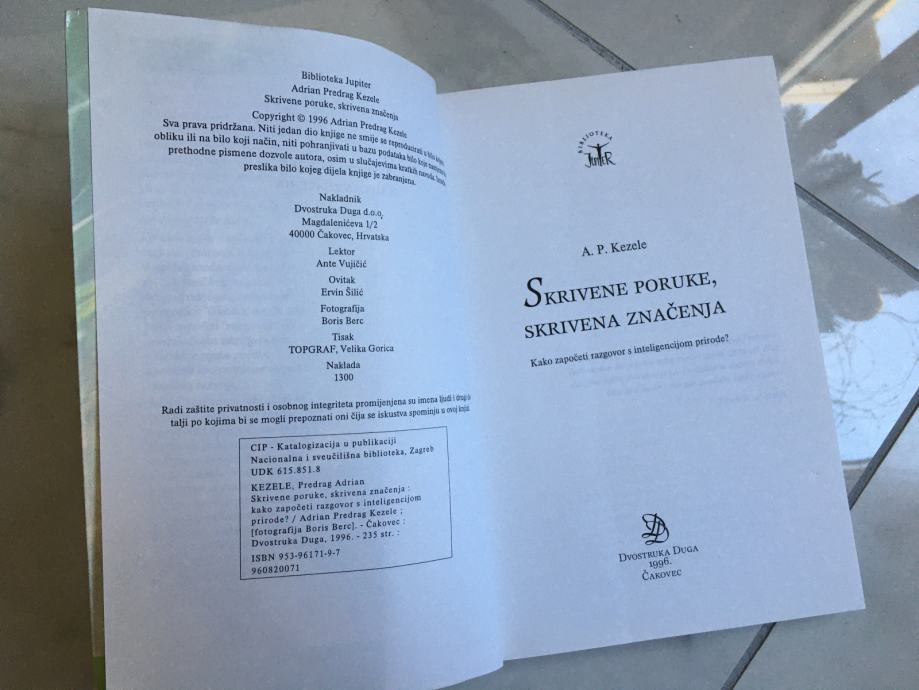 Biblioteka Jupiter
Adrian Predrag Kezele
Skrivene poruke, skrivena značenja
Copyright © 1996 Adrian Predrag Kezele
Sva prava pridržana. Niti jedan dio knjige ne smije se reproducirati u bilo
obliku ili na bilo koji način, niti pohranjivati u bazu podataka bilo koje
prethodne pismene dozvole autora, osim u slučajevima kratkih navoda.
preslika bilo kojeg dijela knjige je zabranjena.
Nakladnik
Dvostruka Duga d.o.o.
Magdalenićeva 1/2
40000 Čakovec, Hrvatska
Lektor
Ante Vujičić
Ovitak
Ervin Šilić
Fotografija
Boris Berc
Tisak
TOPGRAF, Velika Gorica
Naklada
1300
Radi zaštite privatnosti i osobnog integriteta promijenjena su imena ljudi i drugi
talji po kojima bi se mogli prepoznati oni čija se iskustva spominju u ovoj
CIP - Katalogizacija u publikaciji
Nacionalna i sveučilišna biblioteka, Zagreb
UDK 615.851.8
KEZELE, Predrag Adrian
Skrivene poruke, skrivena značenja :
kako započeti razgovor s inteligencijom
prirode? / Adrian Predrag Kezele ;
[fotografija Boris Berc]. - Čakovec :
Dvostruka Duga, 1996. - 235 str. :
ISBN 953-96171-9-7
960820071
BIBLIOTEKA
JUPITER
A. P. Kezele
SKRIVENE PORUKE,
SKRIVENA ZNAČENJA
Kako započeti razgovor s inteligencijom prirode?
DVOSTRUKA DUGA
1996.
ČAKOVEC